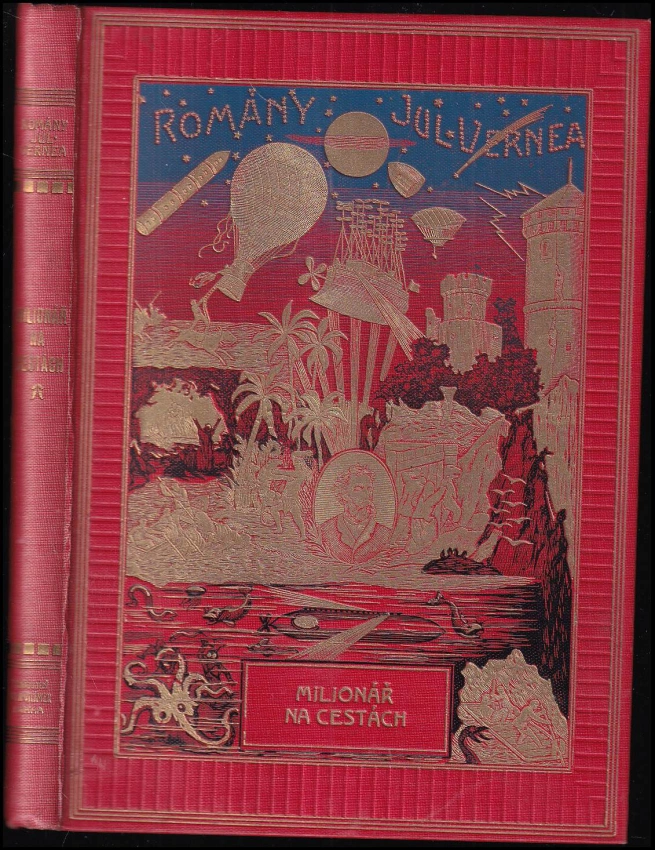 ROMÁNY JUL. VERNEA
MILIONÁŘ
NA CESTÁCH
ROMÁNY
JUL.
VERNEA
MILIONÁŘ
NA
CESTÁCH